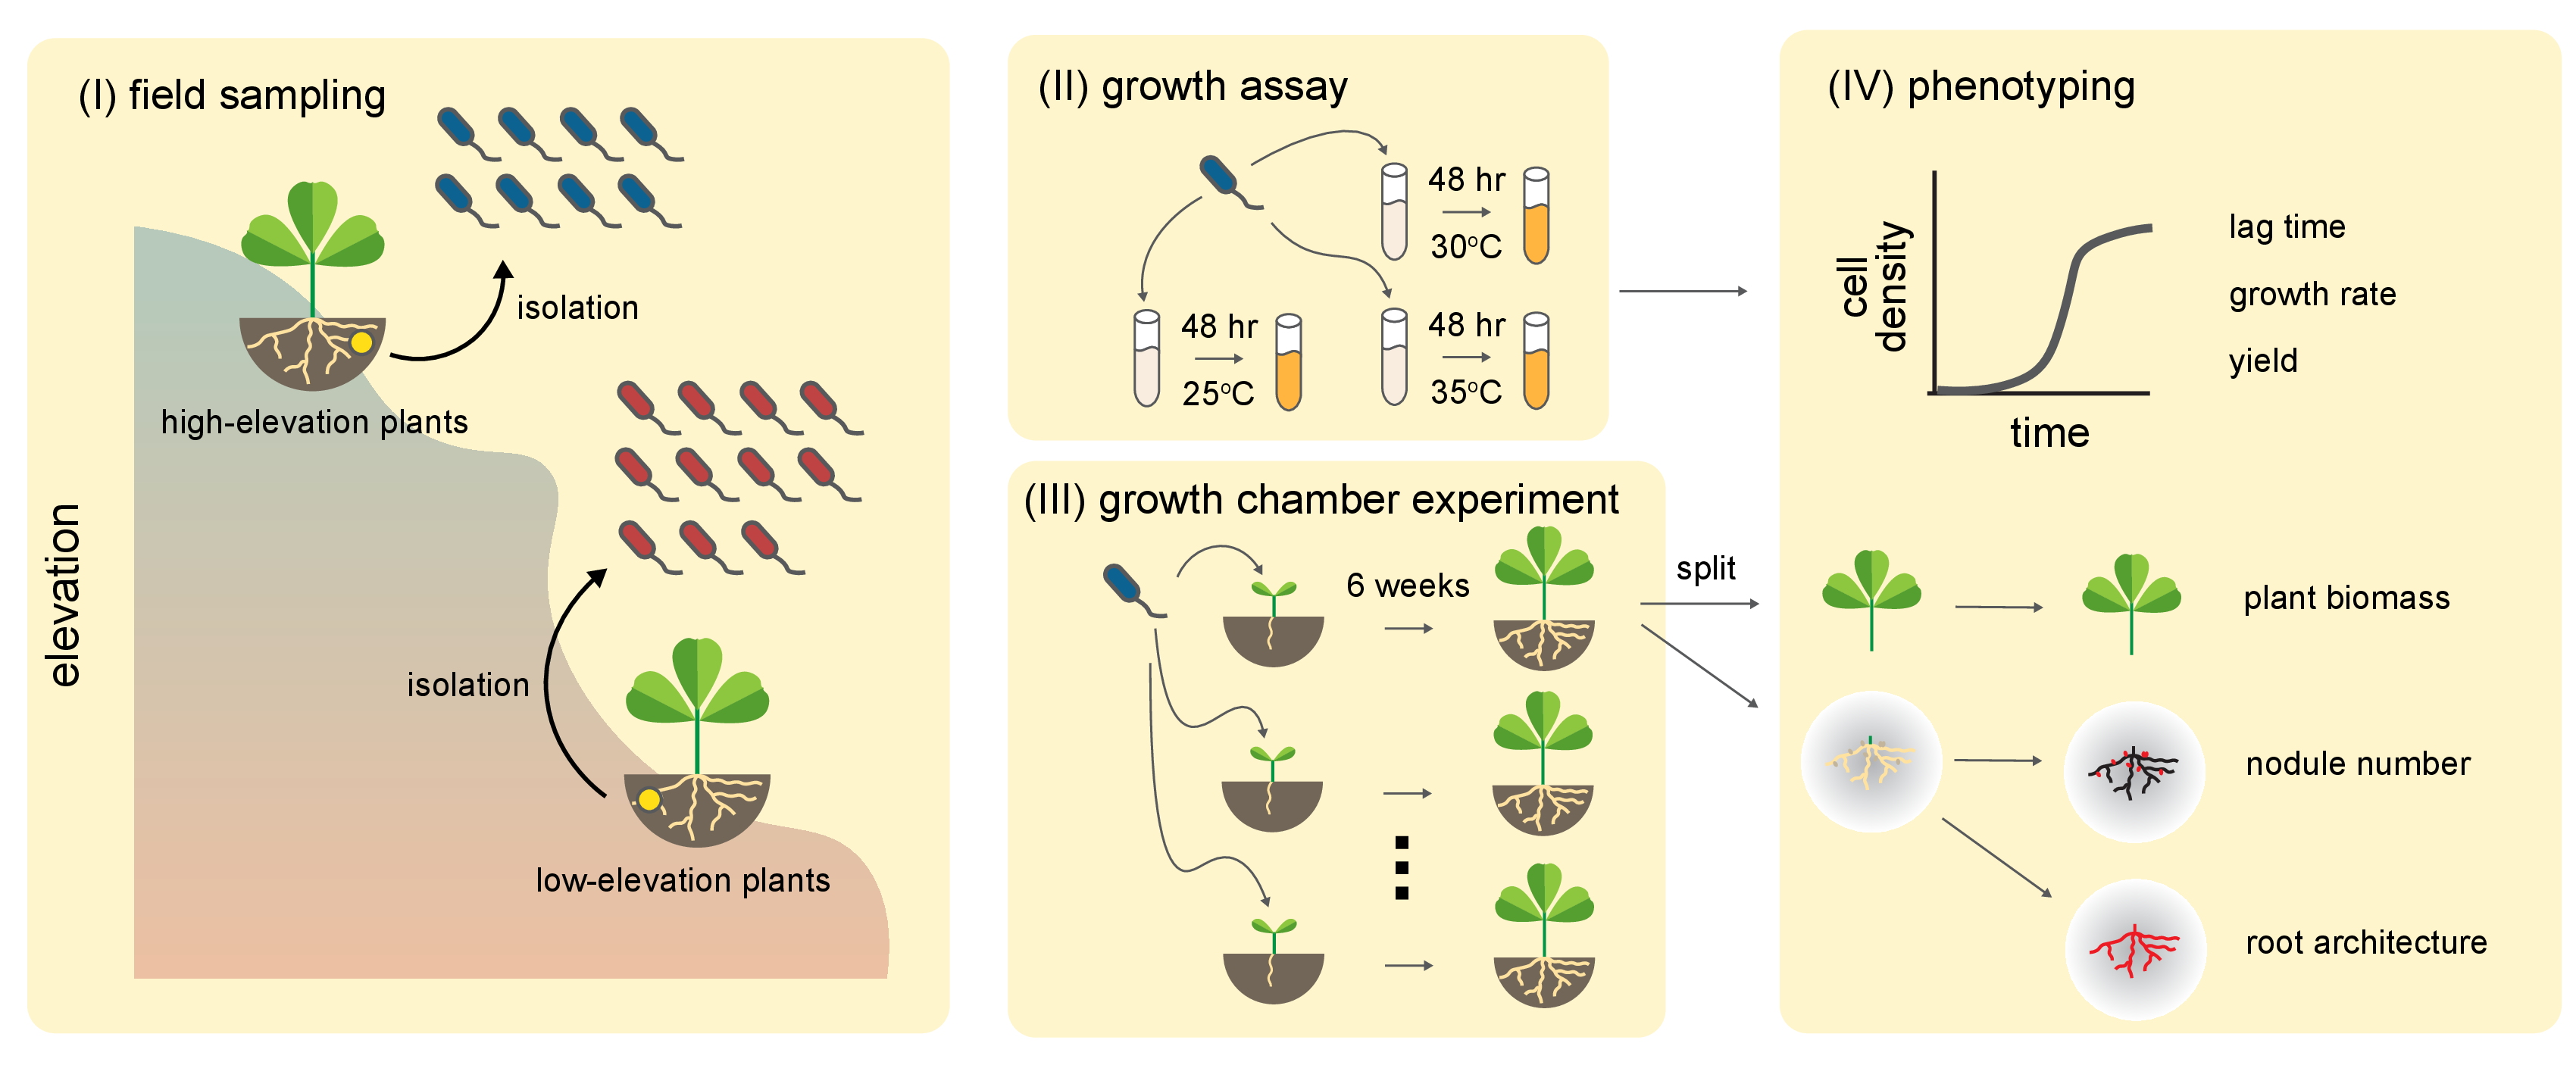 (I) field sampling
isolation
high-elevation plants
elevation
isolation
low-elevation plants
(II) growth assay
48 hr
30°C
48 hr
25°C
48 hr
35°C
(III) growth chamber experiment
6 weeks
split
(IV) phenotyping
cell
density
time
lag time
growth rate
yield
plant biomass
nodule number
root architecture